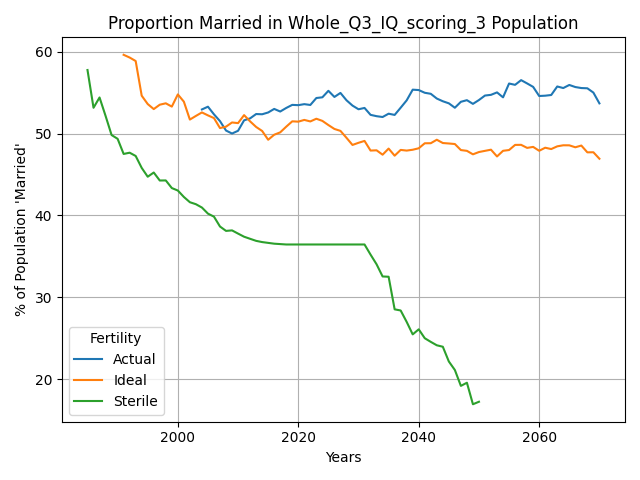 Proportion Married in Whole_Q3_IQ_scoring_3 Population
% of Population 'Married'
60
50
40
30
20
Fertility
Actual
Ideal
Sterile
2000
2020
2040
2060
Years